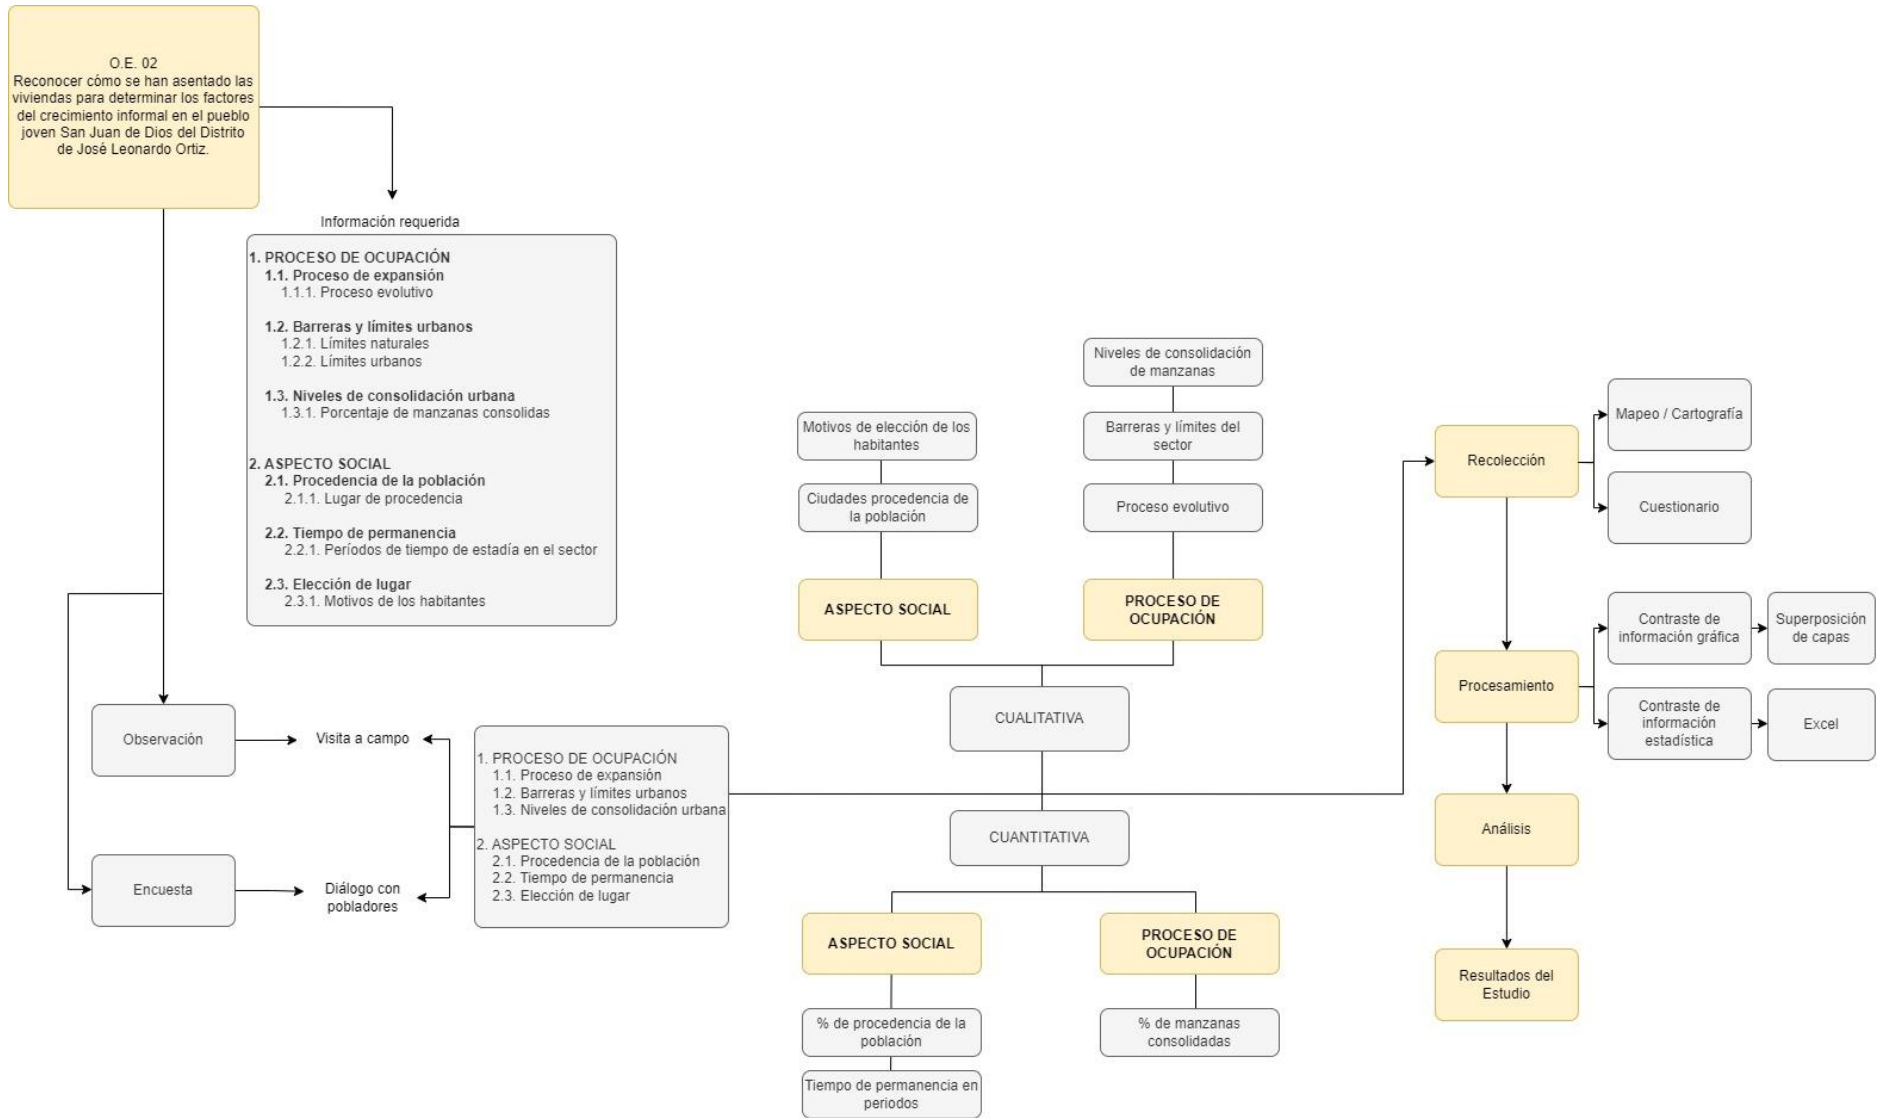 O.E. 02
Reconocer cómo se han asentado las
viviendas para determinar los factores
del crecimiento informal en el pueblo
joven San Juan de Dios del Distrito
de José Leonardo Ortiz.
Información requerida
1. PROCESO DE OCUPACIÓN
1.1. Proceso de expansión
1.1.1. Proceso evolutivo
1.2. Barreras y límites urbanos
1.2.1. Límites naturales
1.2.2. Límites urbanos
1.3. Niveles de consolidación urbana
1.3.1. Porcentaje de manzanas consolidas
2. ASPECTO SOCIAL
2.1. Procedencia de la población
2.1.1. Lugar de procedencia
2.2. Tiempo de permanencia
2.2.1. Períodos de tiempo de estadía en el sector
2.3. Elección de lugar
2.3.1. Motivos de los habitantes
Observación
Visita a campo
Encuesta
Diálogo con
pobladores
1. PROCESO DE OCUPACIÓN
1.1. Proceso de expansión
1.2. Barreras y límites urbanos
1.3. Niveles de consolidación urbana
2. ASPECTO SOCIAL
2.1. Procedencia de la población
2.2. Tiempo de permanencia
2.3. Elección de lugar
Motivos de elección de los
habitantes
Ciudades procedencia de
la población
ASPECTO SOCIAL
Niveles de consolidación
de manzanas
Barreras y límites del
sector
Proceso evolutivo
PROCESO DE
OCUPACIÓN
CUALITATIVA
CUANTITATIVA
ASPECTO SOCIAL
% de procedencia de la
población
Tiempo de permanencia en
periodos
PROCESO DE
OCUPACIÓN
% de manzanas
consolidadas
Recolección
Mapeo / Cartografía
Cuestionario
Procesamiento
Contraste de
información gráfica
Superposición
de capas
Contraste de
información
estadística
Excel
Análisis
Resultados del
Estudio